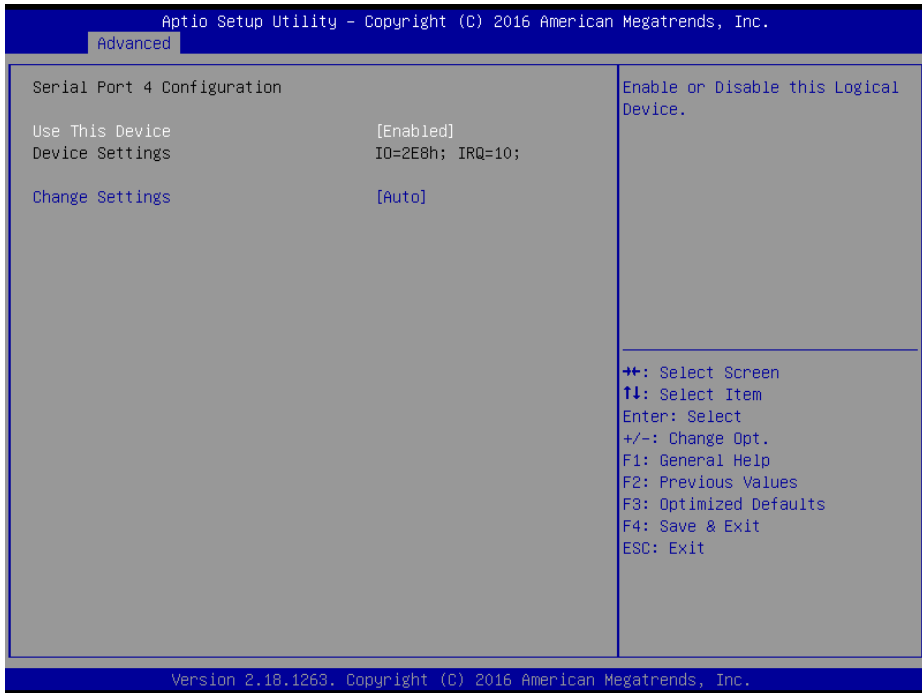 Aptio Setup Utility – Copyright (C) 2016 American Megatrends, Inc.
Advanced
Serial Port 4 Configuration
Use This Device [Enabled]
Device Settings IO=2E8h; IRQ=10;
Change Settings [Auto]
Enable or Disable this Logical
Device.
→←: Select Screen
↑↓: Select Item
Enter: Select
+/-: Change Opt.
F1: General Help
F2: Previous Values
F3: Optimized Defaults
F4: Save & Exit
ESC: Exit
Version 2.18.1263. Copyright (C) 2016 American Megatrends, Inc.